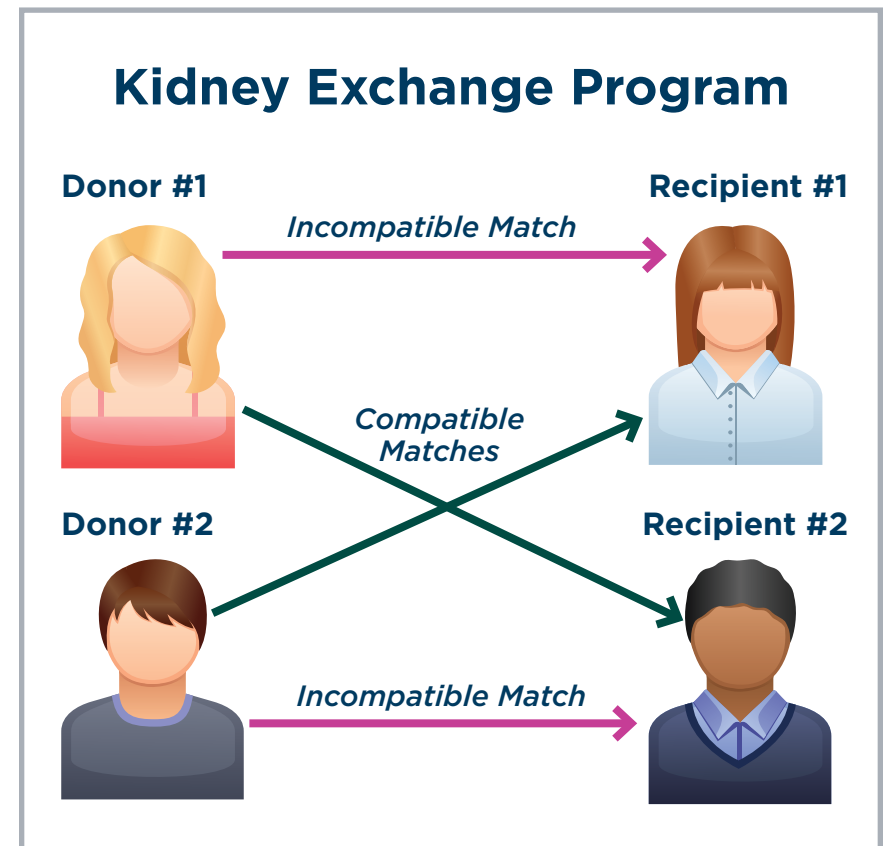 Kidney Exchange Program
Donor #1
Recipient #1
Incompatible Match
Compatible
Matches
Donor #2
Recipient #2
Incompatible Match